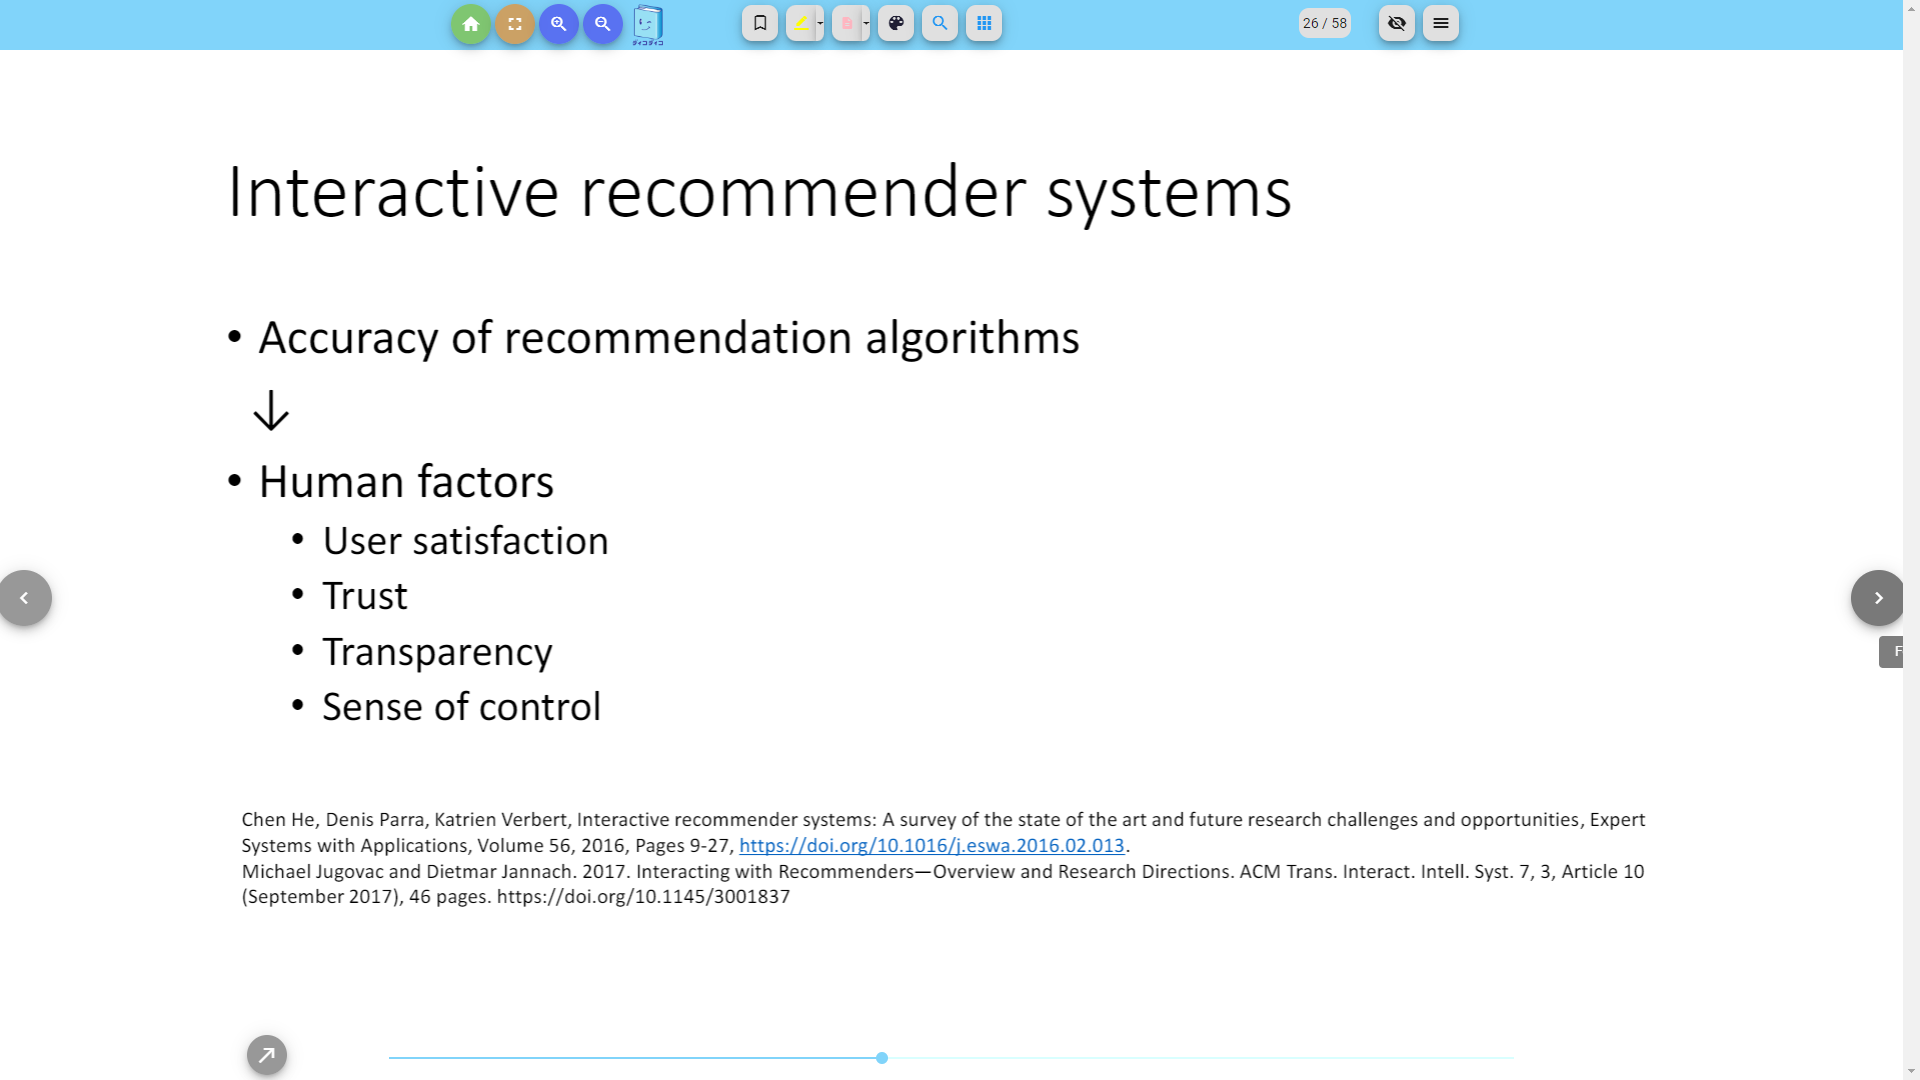 26 / 58
Interactive recommender systems
• Accuracy of recommendation algorithms
↓
• Human factors
• User satisfaction
• Trust
• Transparency
• Sense of control
F
Chen He, Denis Parra, Katrien Verbert, Interactive recommender systems: A survey of the state of the art and future research challenges and opportunities, Expert
Systems with Applications, Volume 56, 2016, Pages 9-27, https://doi.org/10.1016/j.eswa.2016.02.013.
Michael Jugovac and Dietmar Jannach. 2017. Interacting with Recommenders—Overview and Research Directions. ACM Trans. Interact. Intell. Syst. 7, 3, Article 10
(September 2017), 46 pages. https://doi.org/10.1145/3001837